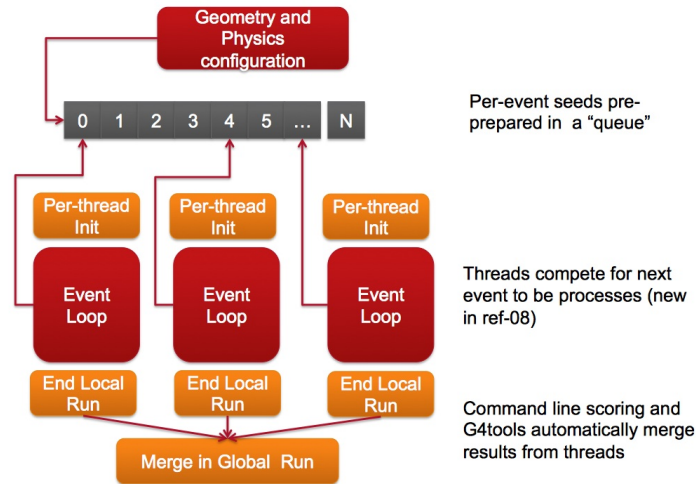 Geometry and
Physics
configuration
0 1 2 3 4 5 ... N
Per-event seeds pre-
prepared in a “queue”
Per-thread
Init
Per-thread
Init
Per-thread
Init
Event
Loop
Event
Loop
Event
Loop
Threads compete for next
event to be processes (new
in ref-08)
End Local
Run
End Local
Run
End Local
Run
Command line scoring and
G4tools automatically merge
results from threads
Merge in Global Run